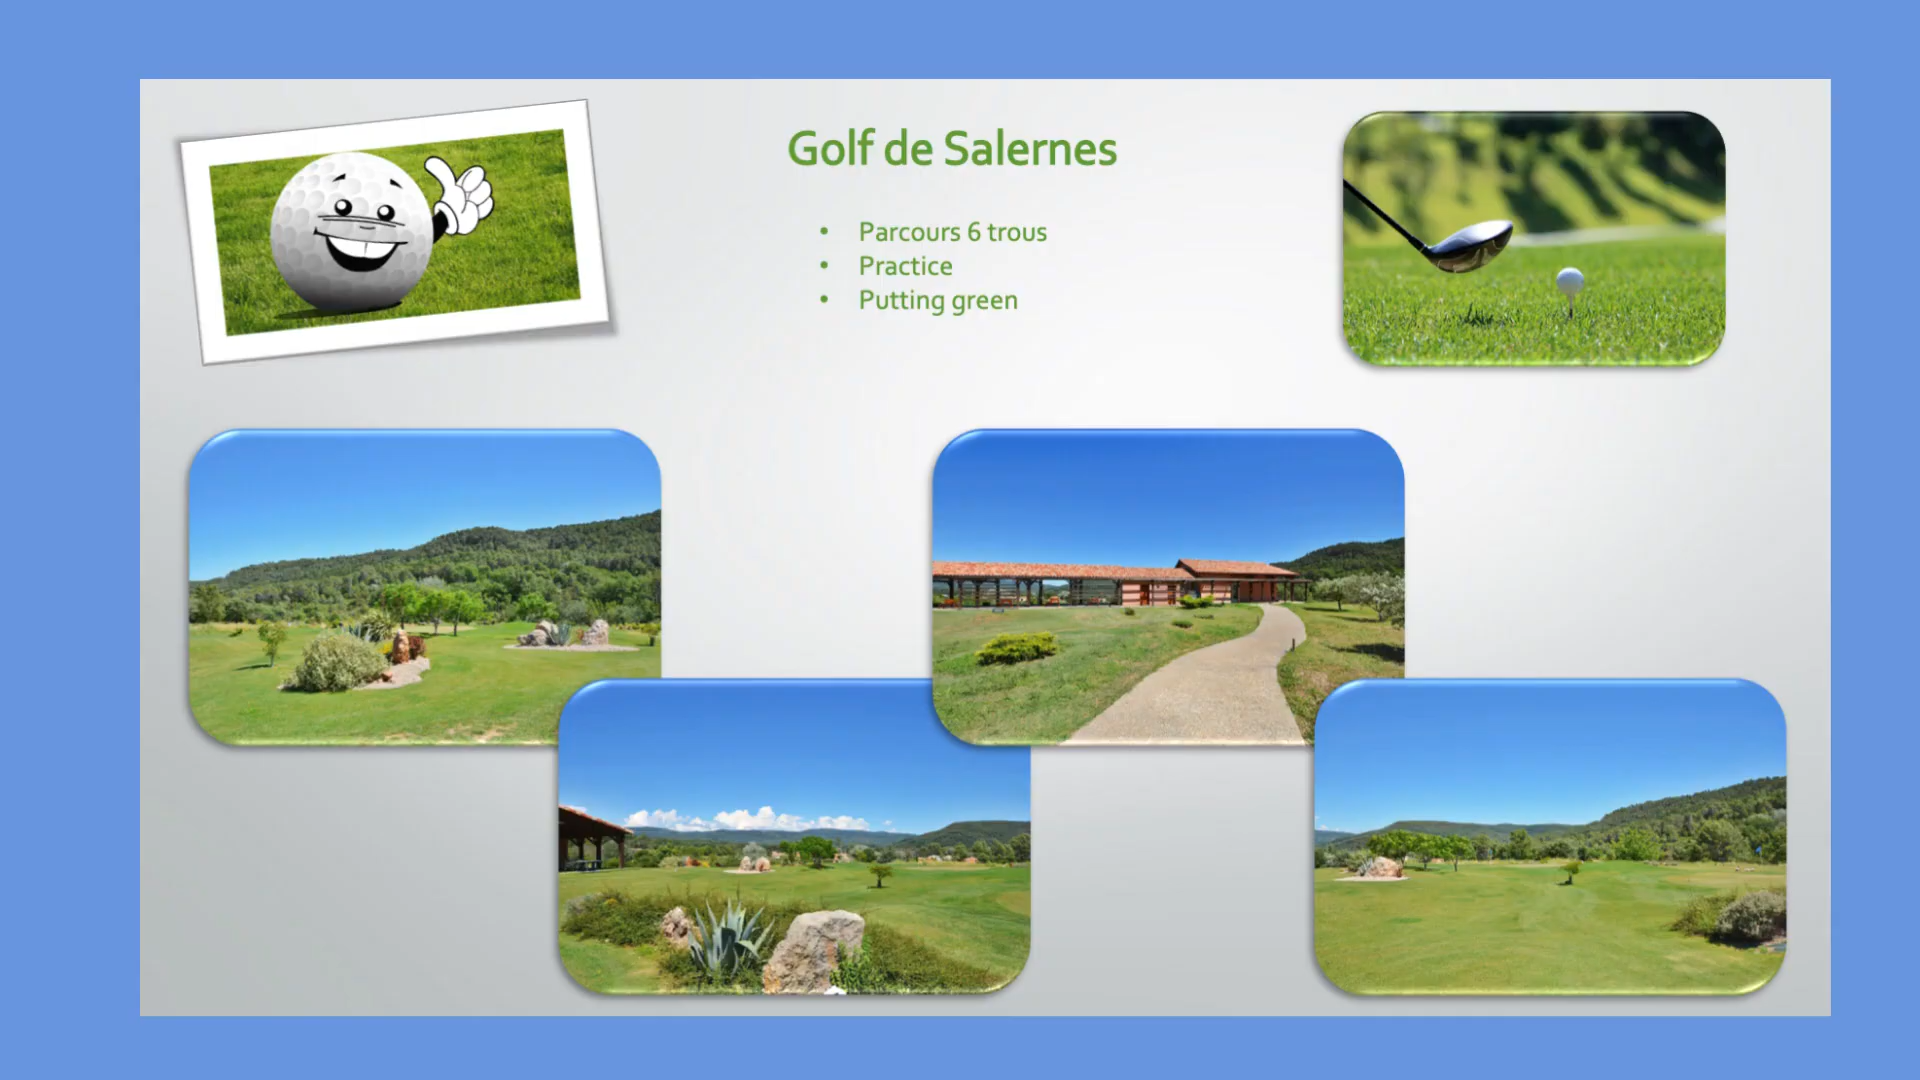 Golf de Salernes
• Parcours 6 trous
• Practice
• Putting green